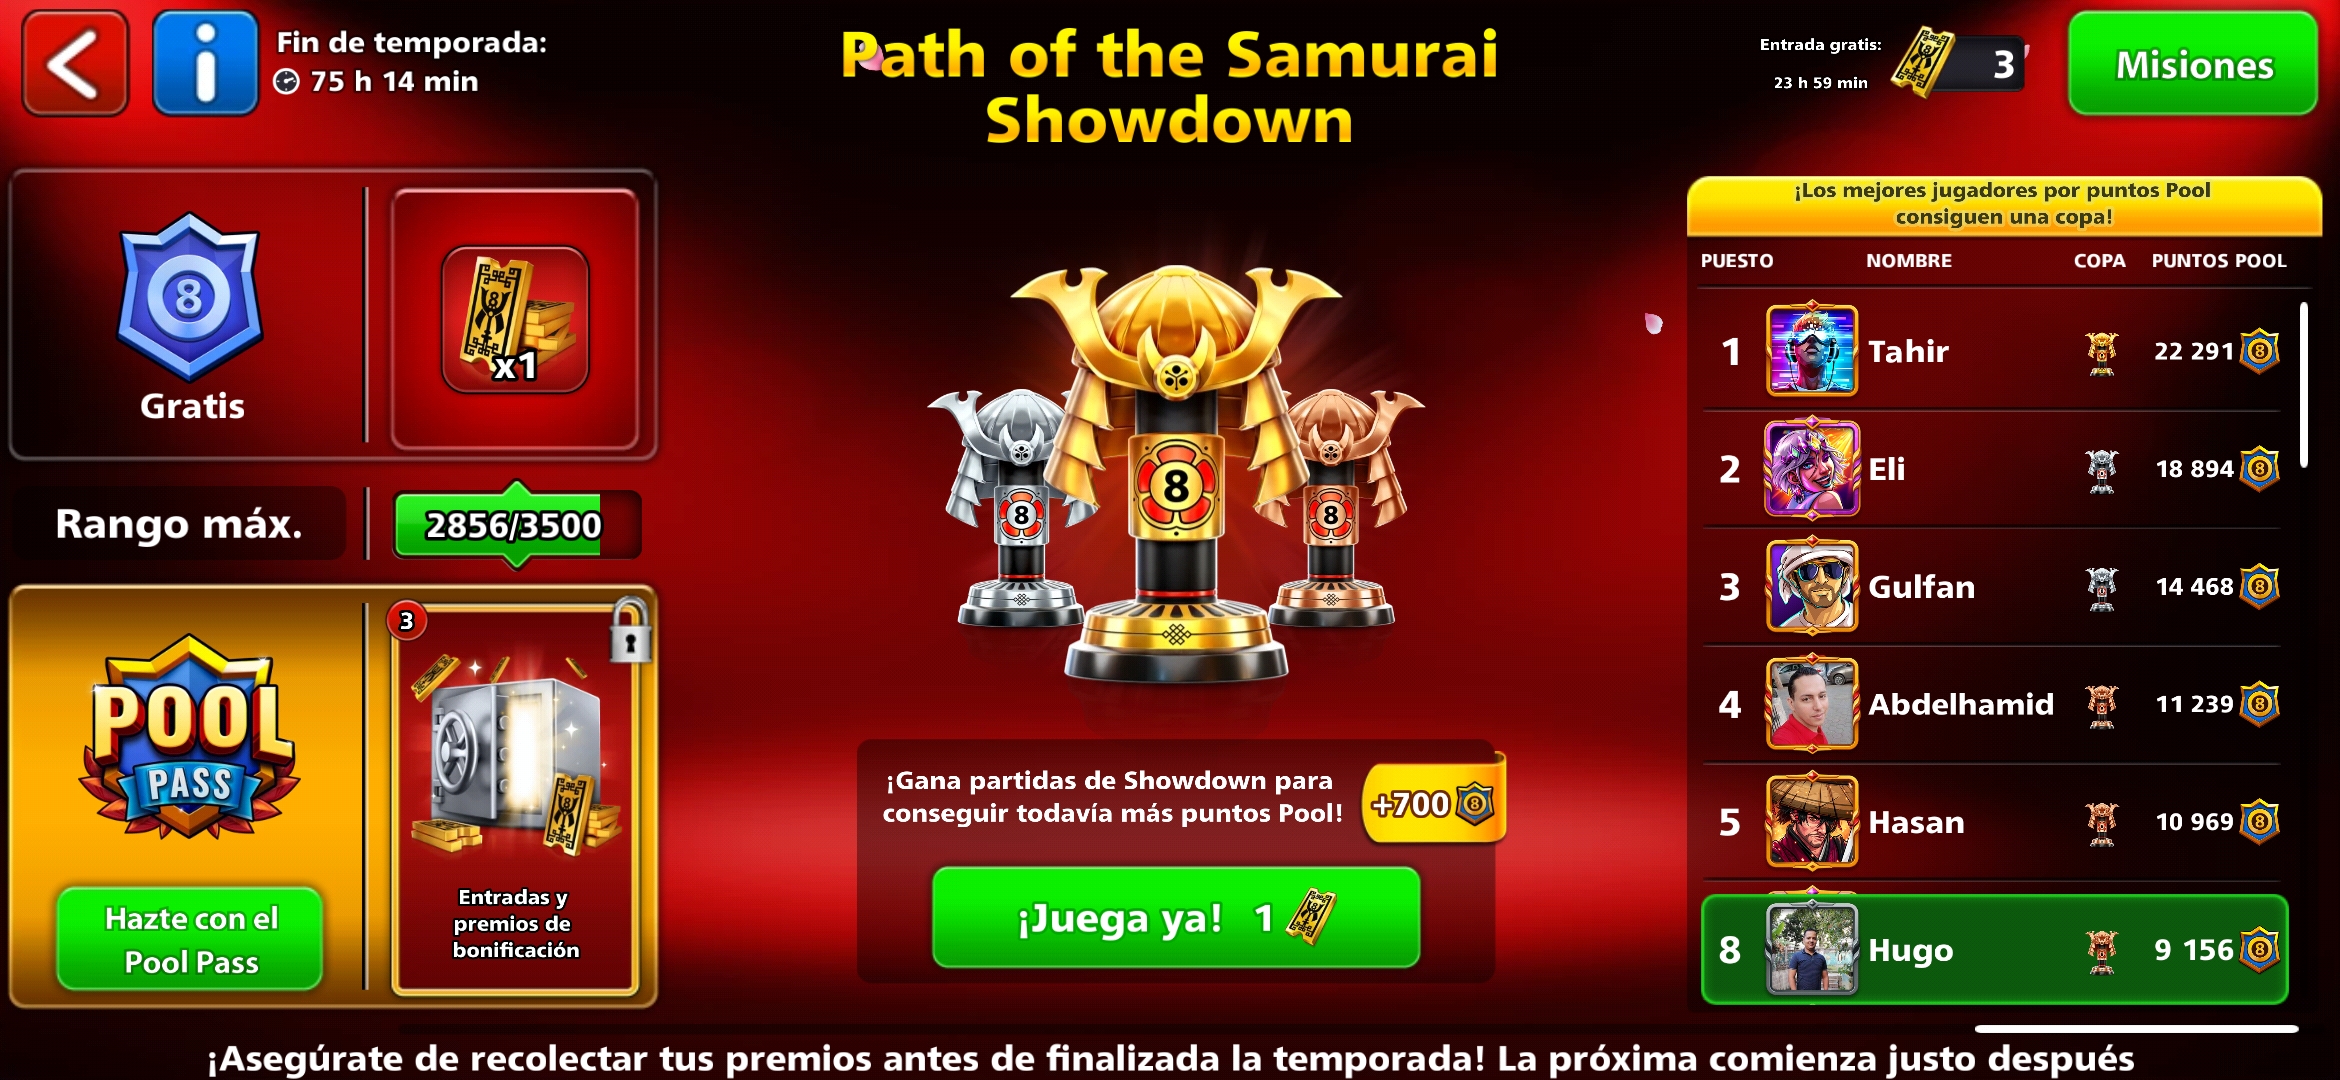 Fin de temporada:
75 h 14 min
Path of the Samurai
Showdown
Entrada gratis:
23 h 59 min
3
Misiones
8
Gratis
x1
Rango máx.
2856/3500
POOL
PASS
Hazte con el
Pool Pass
3
Entradas y
premios de
bonificación
8
8
8
¡Gana partidas de Showdown para
conseguir todavía más puntos Pool!
+700
¡Juega ya! 1
¡Los mejores jugadores por puntos Pool
consiguen una copa!
PUESTO NOMBRE COPA PUNTOS POOL
1 Tahir 22 291
2 Eli 18 894
3 Gulfan 14 468
4 Abdelhamid 11 239
5 Hasan 10 969
8 Hugo 9 156
¡Asegúrate de recolectar tus premios antes de finalizada la temporada! La próxima comienza justo después